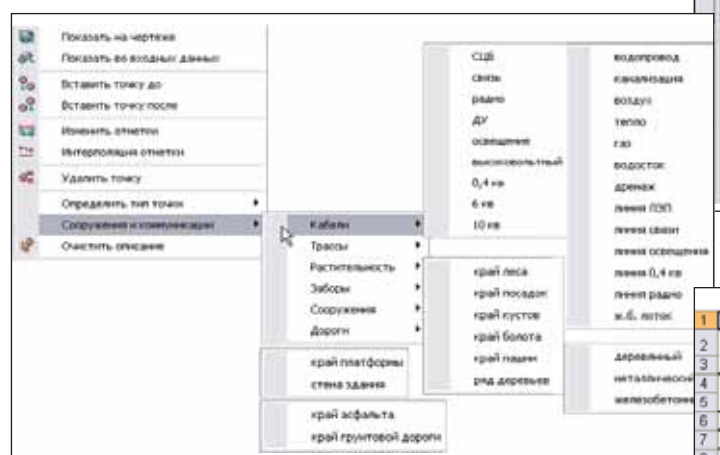 Показать на чертеже
Показать во входных данных
Вставить точку до
Вставить точку после
Изменить отметки
Интерполяция отметки
Удалить точку
Определить тип точки
Сооружения и коммуникации
Очистить описание
Кабели
Трассы
Растительность
Заборы
Сооружения
Дороги
край платформы
стена здания
край асфальта
край грунтовой дороги
СЦБ
связь
радио
ДУ
освещение
высоковольтный
0,4 кв
6 кв
10 кв
край леса
край посадок
край кустов
край болота
край пашни
ряд деревьев
водопровод
канализация
воздух
тепло
газ
водосток
дренаж
линия ЛЭП
линия связи
линия освещения
линия 0,4 кв
линия радио
ж.б. лоток
деревянный
металлический
железобетонн
1
2
3
4
5
6
7